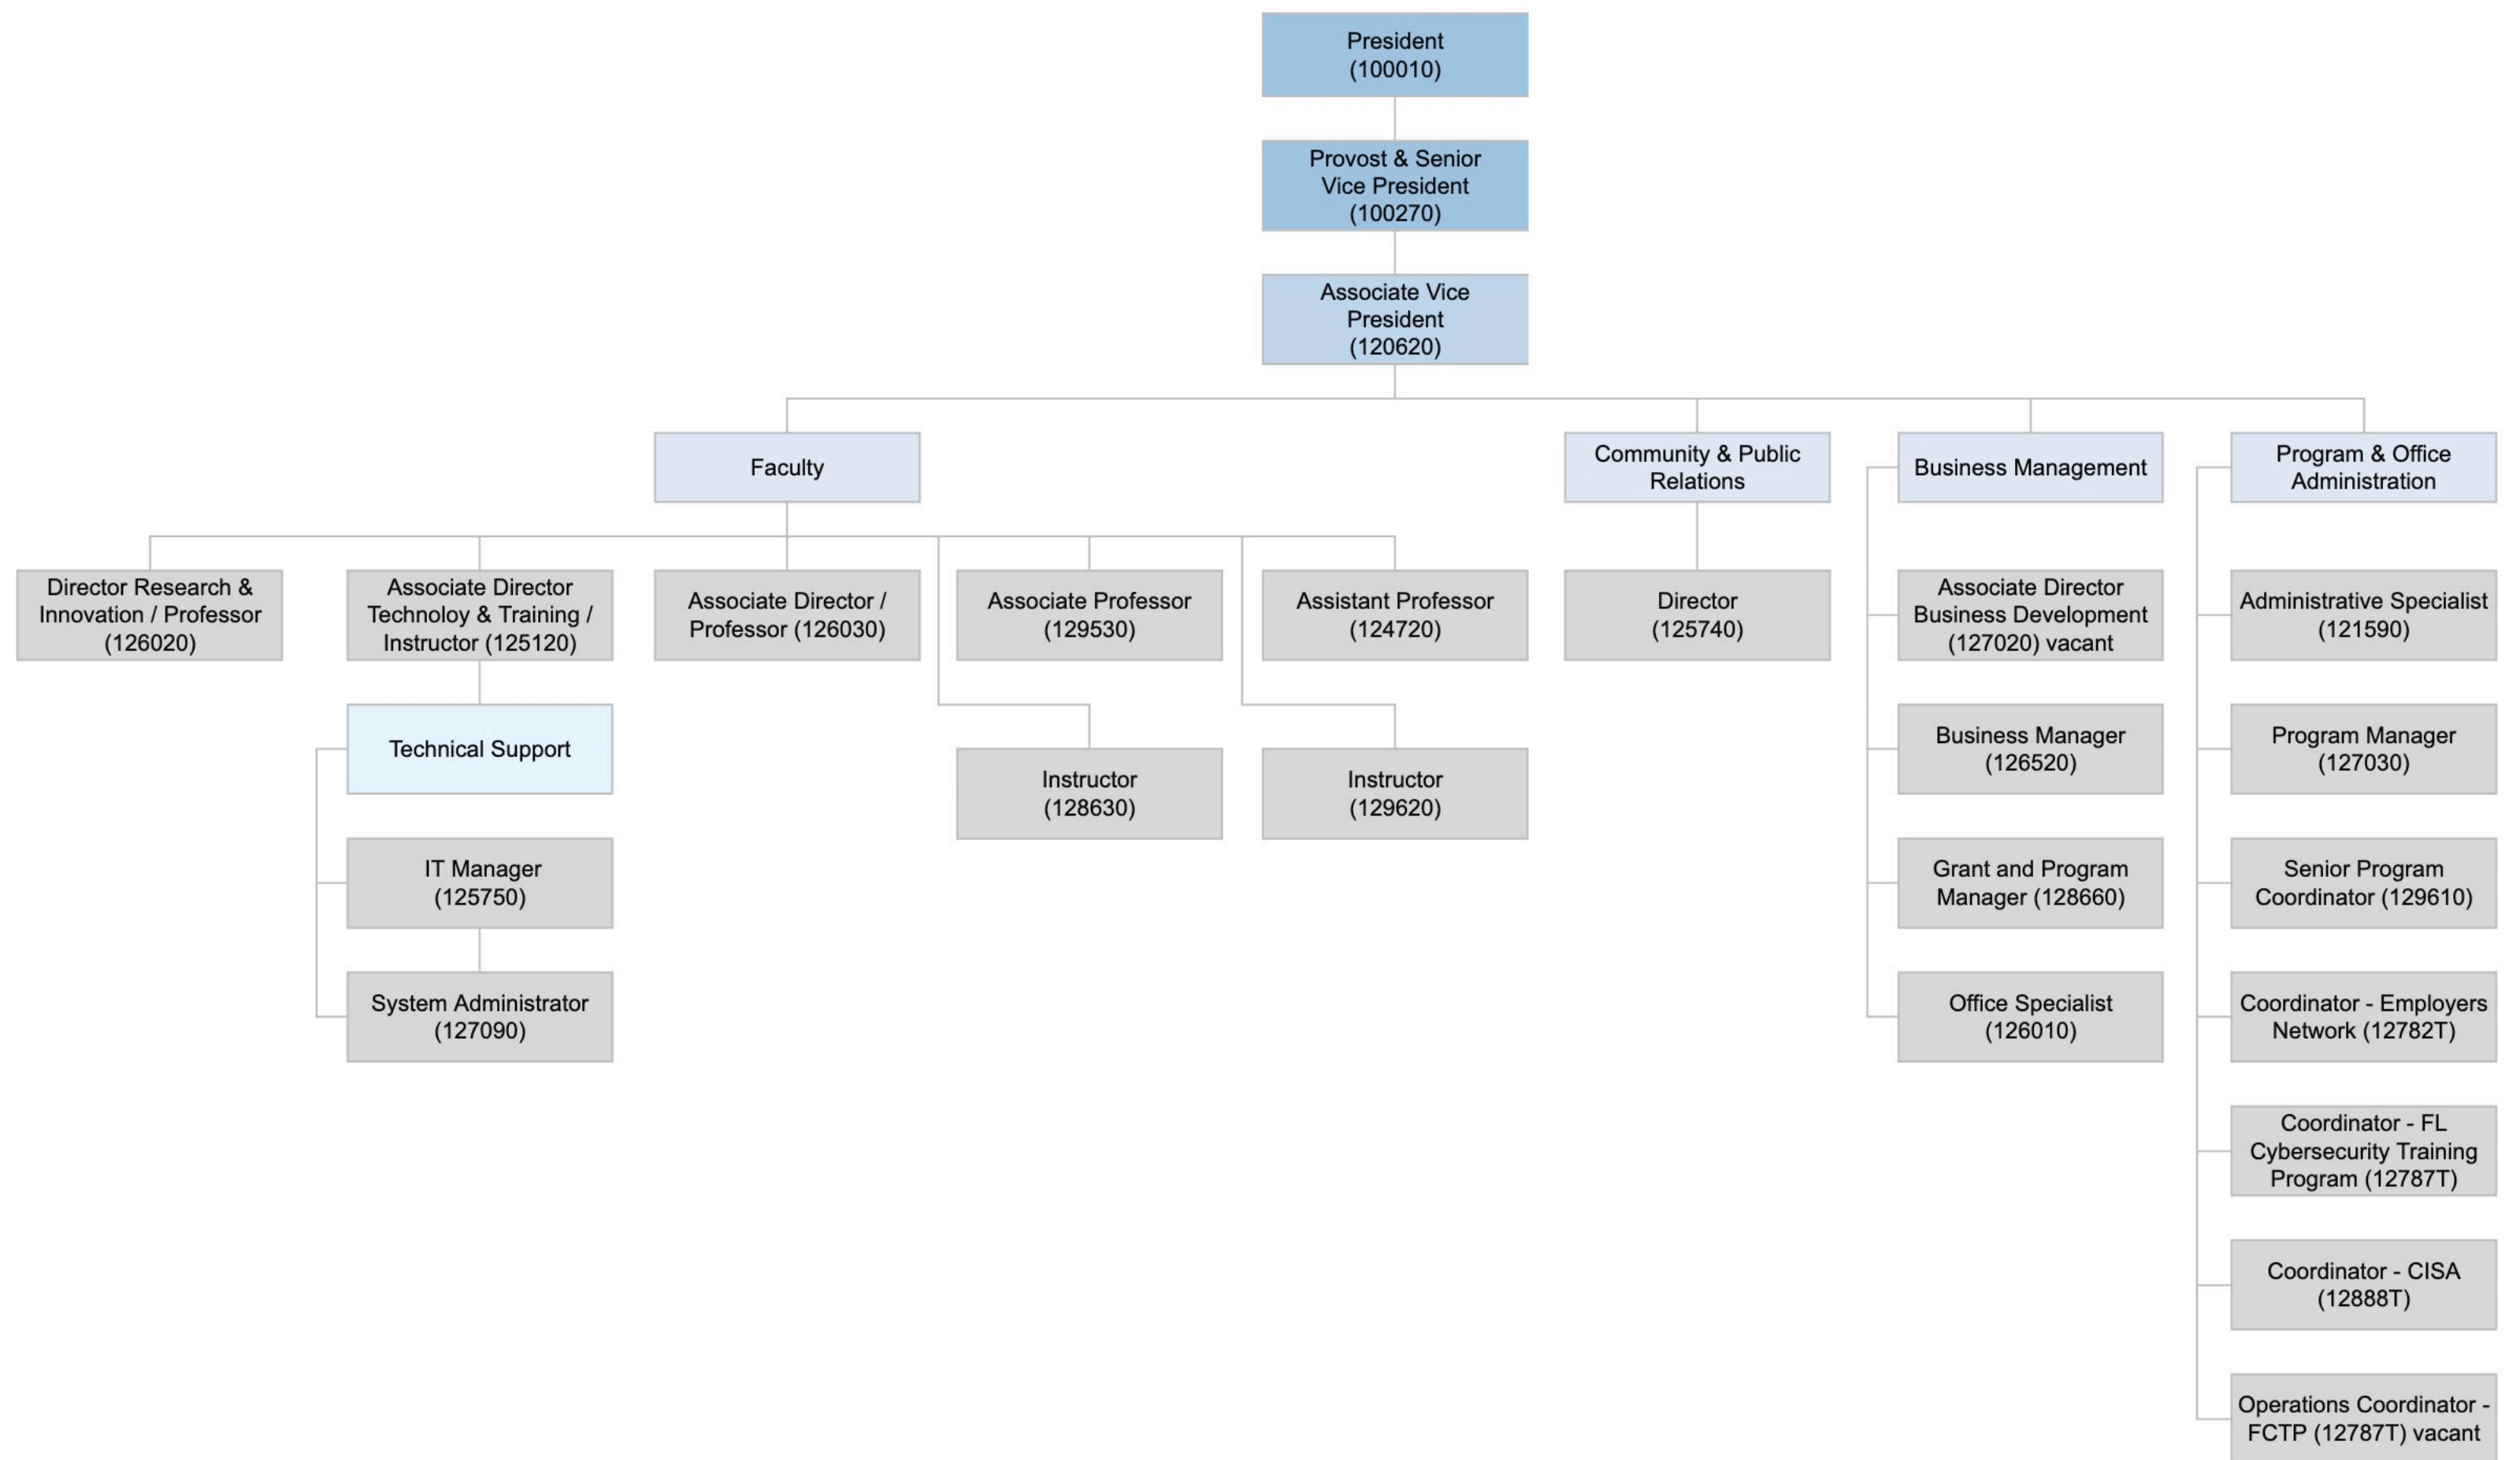 President
(100010)
Provost & Senior
Vice President
(100270)
Associate Vice
President
(120620)
Faculty
Community & Public
Relations
Business Management
Program & Office
Administration
Director Research &
Innovation / Professor
(126020)
Associate Director
Technoloy & Training /
Instructor (125120)
Associate Director /
Professor (126030)
Associate Professor
(129530)
Assistant Professor
(124720)
Director
(125740)
Associate Director
Business Development
(127020) vacant
Administrative Specialist
(121590)
Technical Support
Instructor
(128630)
Instructor
(129620)
Business Manager
(126520)
Program Manager
(127030)
IT Manager
(125750)
Grant and Program
Manager (128660)
Senior Program
Coordinator (129610)
System Administrator
(127090)
Office Specialist
(126010)
Coordinator - Employers
Network (12782T)
Coordinator - FL
Cybersecurity Training
Program (12787T)
Coordinator - CISA
(12888T)
Operations Coordinator -
FCTP (12787T) vacant